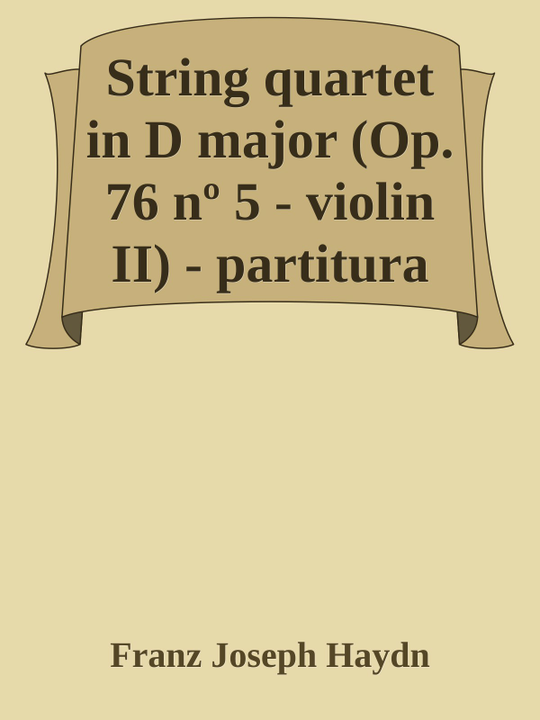 String quartet
in D major (Op.
76 nº 5 - violin
II) - partitura
Franz Joseph Haydn